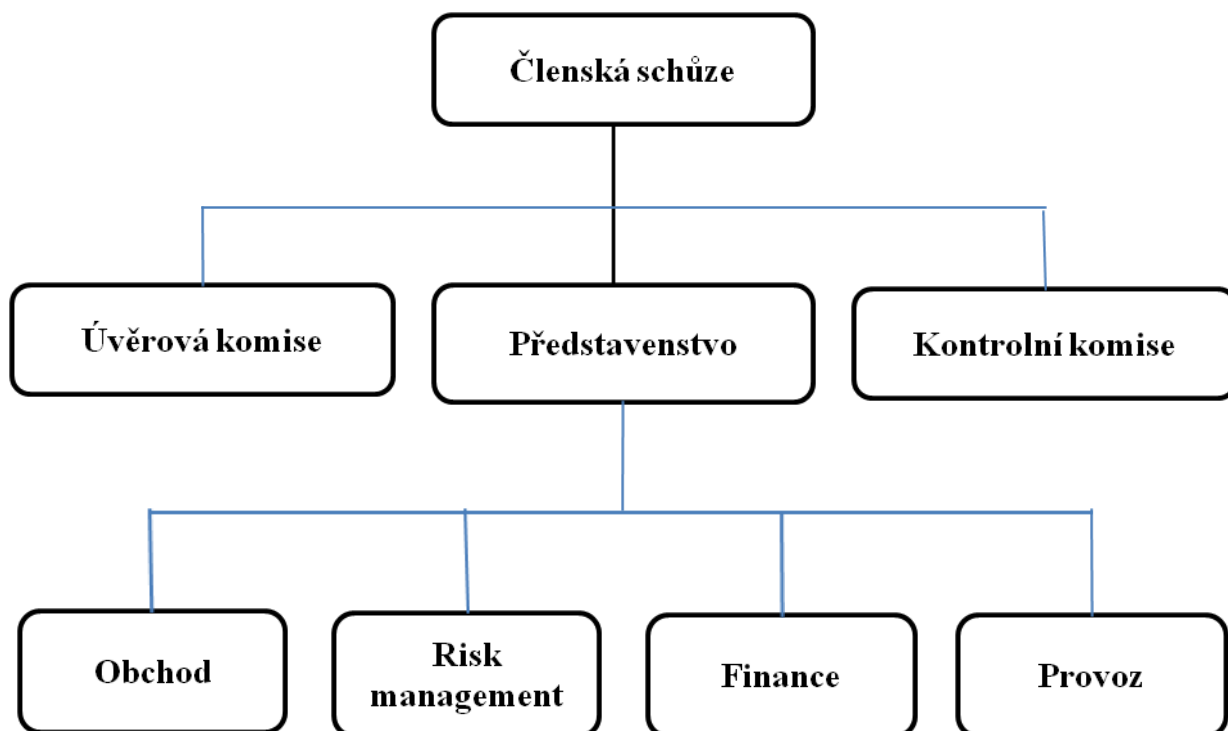 Členská schůze
Úvěrová komise
Představenstvo
Kontrolní komise
Obchod
Risk
management
Finance
Provoz